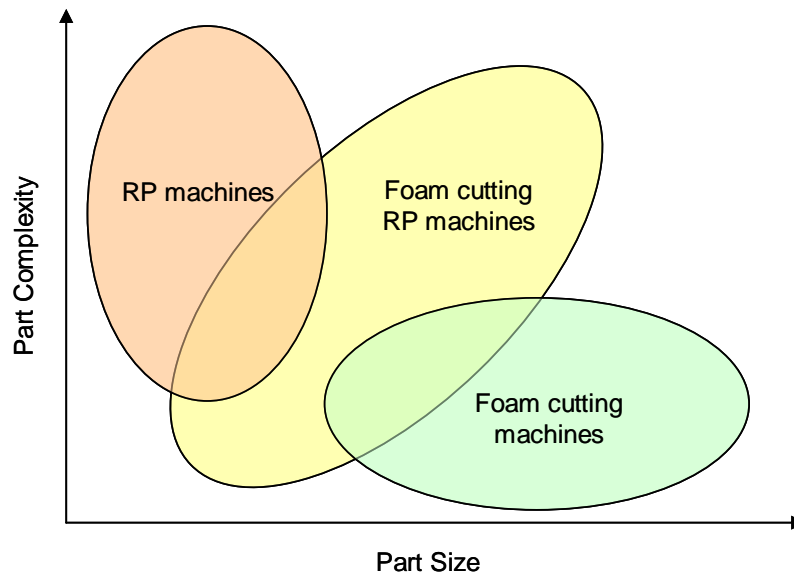 RP machines
Foam cutting
RP machines
Foam cutting
machines
Part Complexity
Part Size